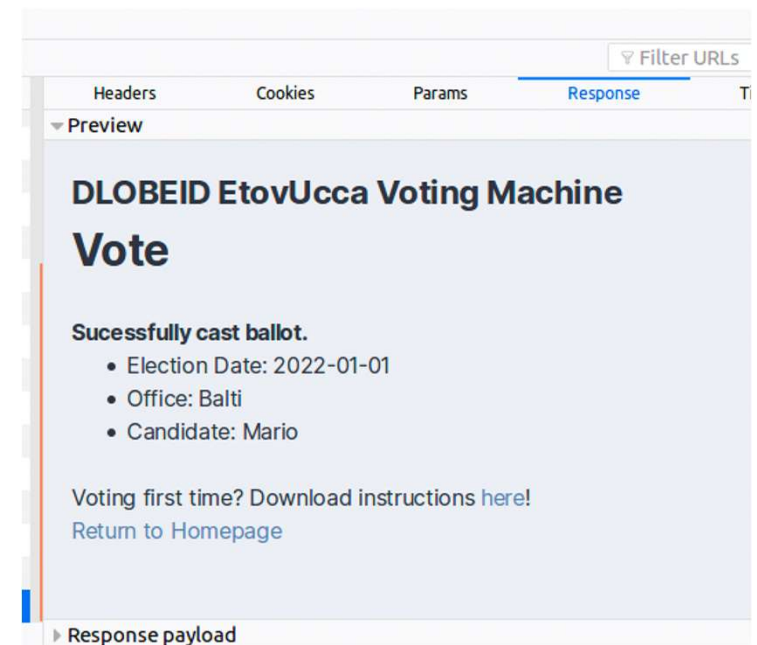 Filter URLs
Headers Cookies Params Response
Preview
DLOBEID EtovUcca Voting Machine
Vote
Sucessfully cast ballot.
Election Date: 2022-01-01
Office: Balti
Candidate: Mario
Voting first time? Download instructions here!
Return to Homepage
Response payload